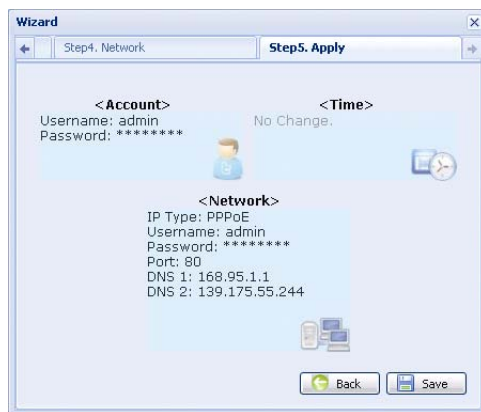 Wizard
Step4. Network
Step5. Apply
<Account>
Username: admin
Password: ********
<Time>
No Change.
<Network>
IP Type: PPPoE
Username: admin
Password: ********
Port: 80
DNS 1: 168.95.1.1
DNS 2: 139.175.55.244
Back
Save